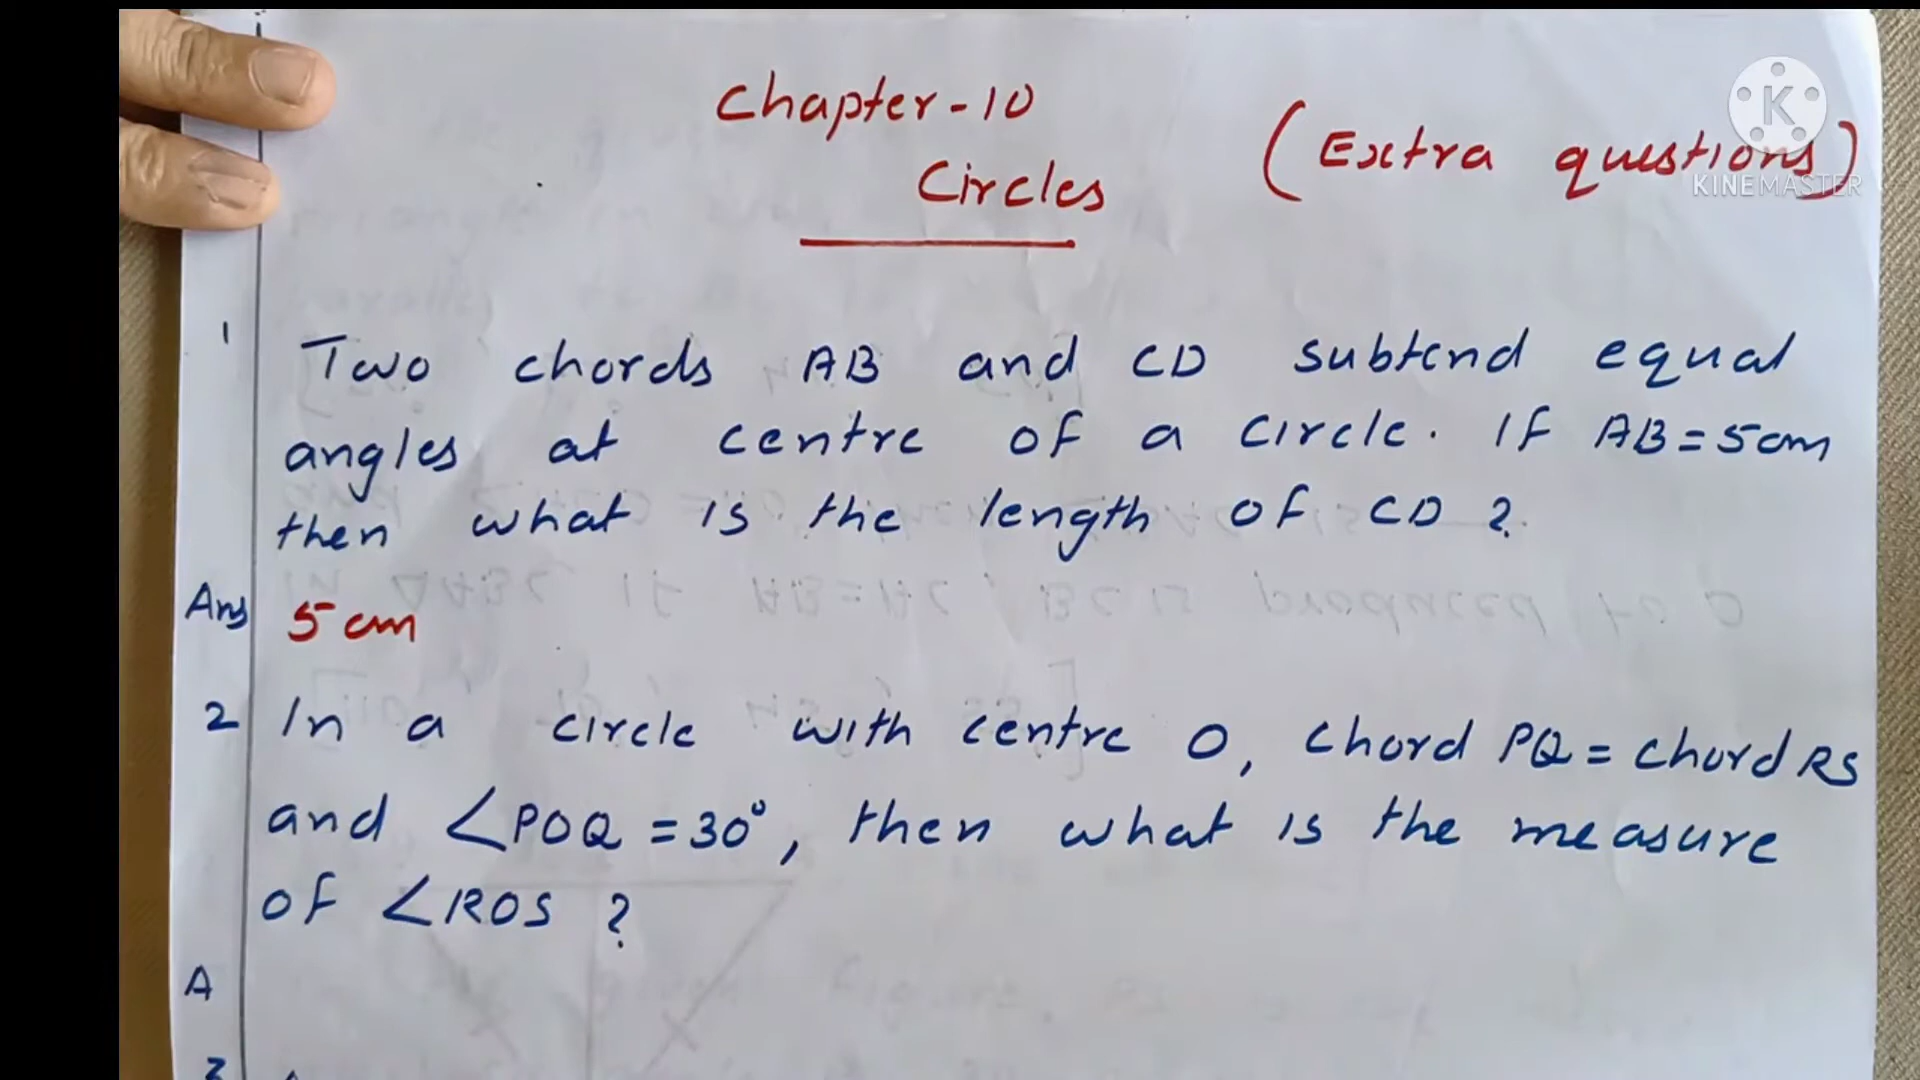 Chapter-10
Circles
(Extra questions)
K
KINEMASTER
1 Two chords AB and CD subtend equal
angles at centre of a circle. If AB=5cm
then what is the length of CD?
Ans 5cm
2 In a circle with centre O, chord PQ = chord RS
and ∠POQ = 30°, then what is the measure
of ∠ROS ?
A
3